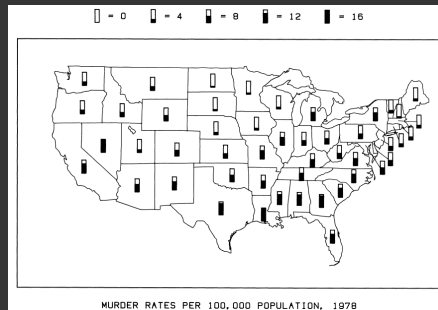 = 0 = 4 = 8 = 12 = 16
MURDER RATES PER 100,000 POPULATION, 1978